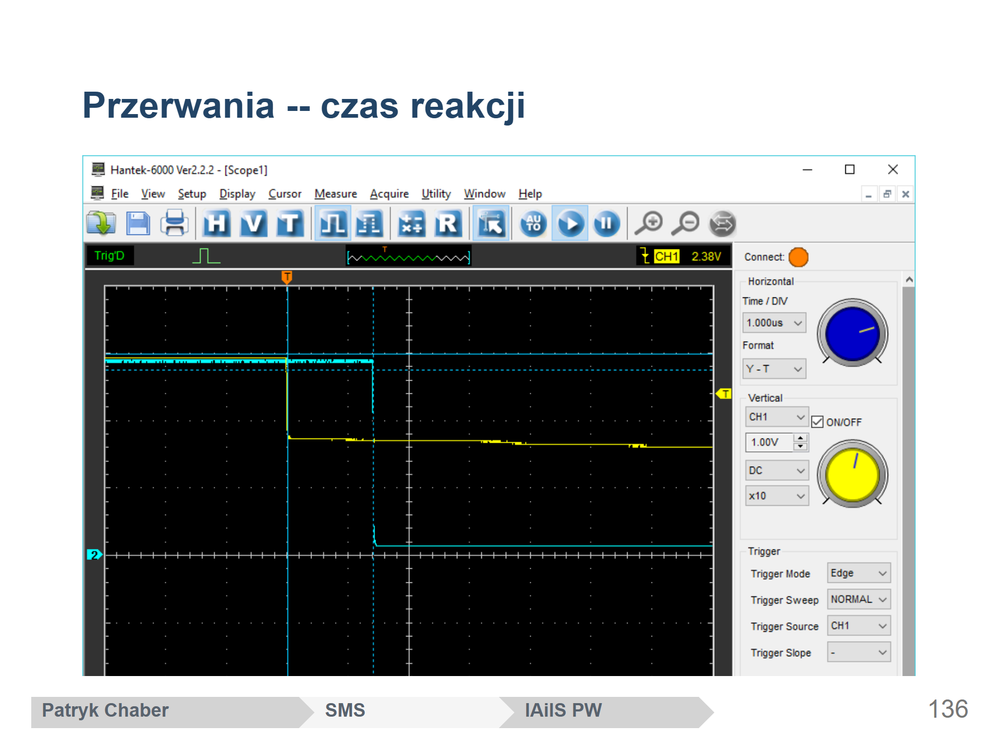 Przerwania -- czas reakcji
Hantek-6000 Ver2.2.2 - [Scope1]
File View Setup Display Cursor Measure Acquire Utility Window Help
H V T R AU TO
Trig'D T CH1 2.38V Connect:
T
Horizontal
Time / DIV
1.000us
Format
Y - T
T
Vertical
CH1 ON/OFF
1.00V
DC
x10
2
Trigger
Trigger Mode Edge
Trigger Sweep NORMAL
Trigger Source CH1
Trigger Slope -
Patryk Chaber SMS IAiIS PW 136